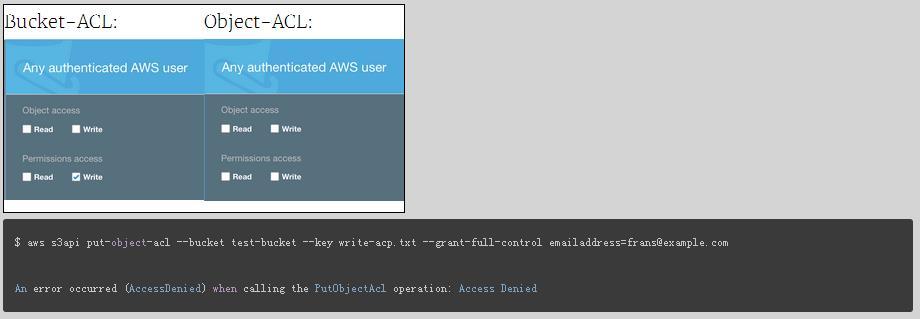 Bucket-ACL: Object-ACL:
Any authenticated AWS user Any authenticated AWS user
Object access Object access
Read Write Read Write
Permissions access Permissions access
Read Write Read Write
$ aws s3api put-object-acl --bucket test-bucket --key write-acp.txt --grant-full-control emailaddress=frans@example.com
An error occurred (AccessDenied) when calling the PutObjectAcl operation: Access Denied